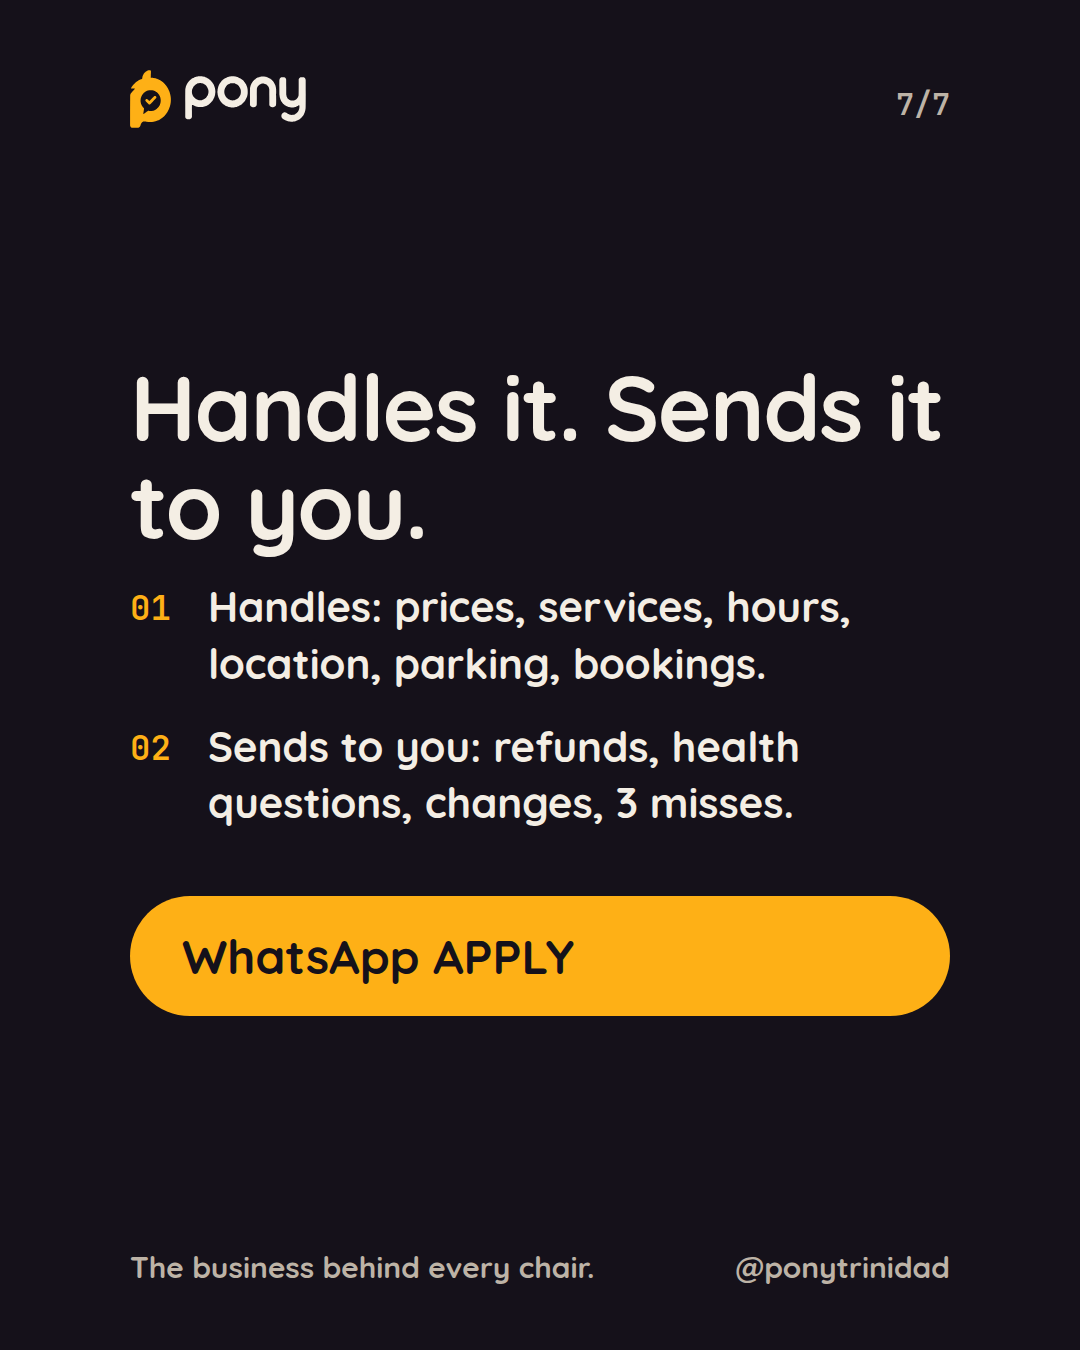 pony
7/7
Handles it. Sends it
to you.
01 Handles: prices, services, hours,
location, parking, bookings.
02 Sends to you: refunds, health
questions, changes, 3 misses.
WhatsApp APPLY
The business behind every chair. @ponytrinidad